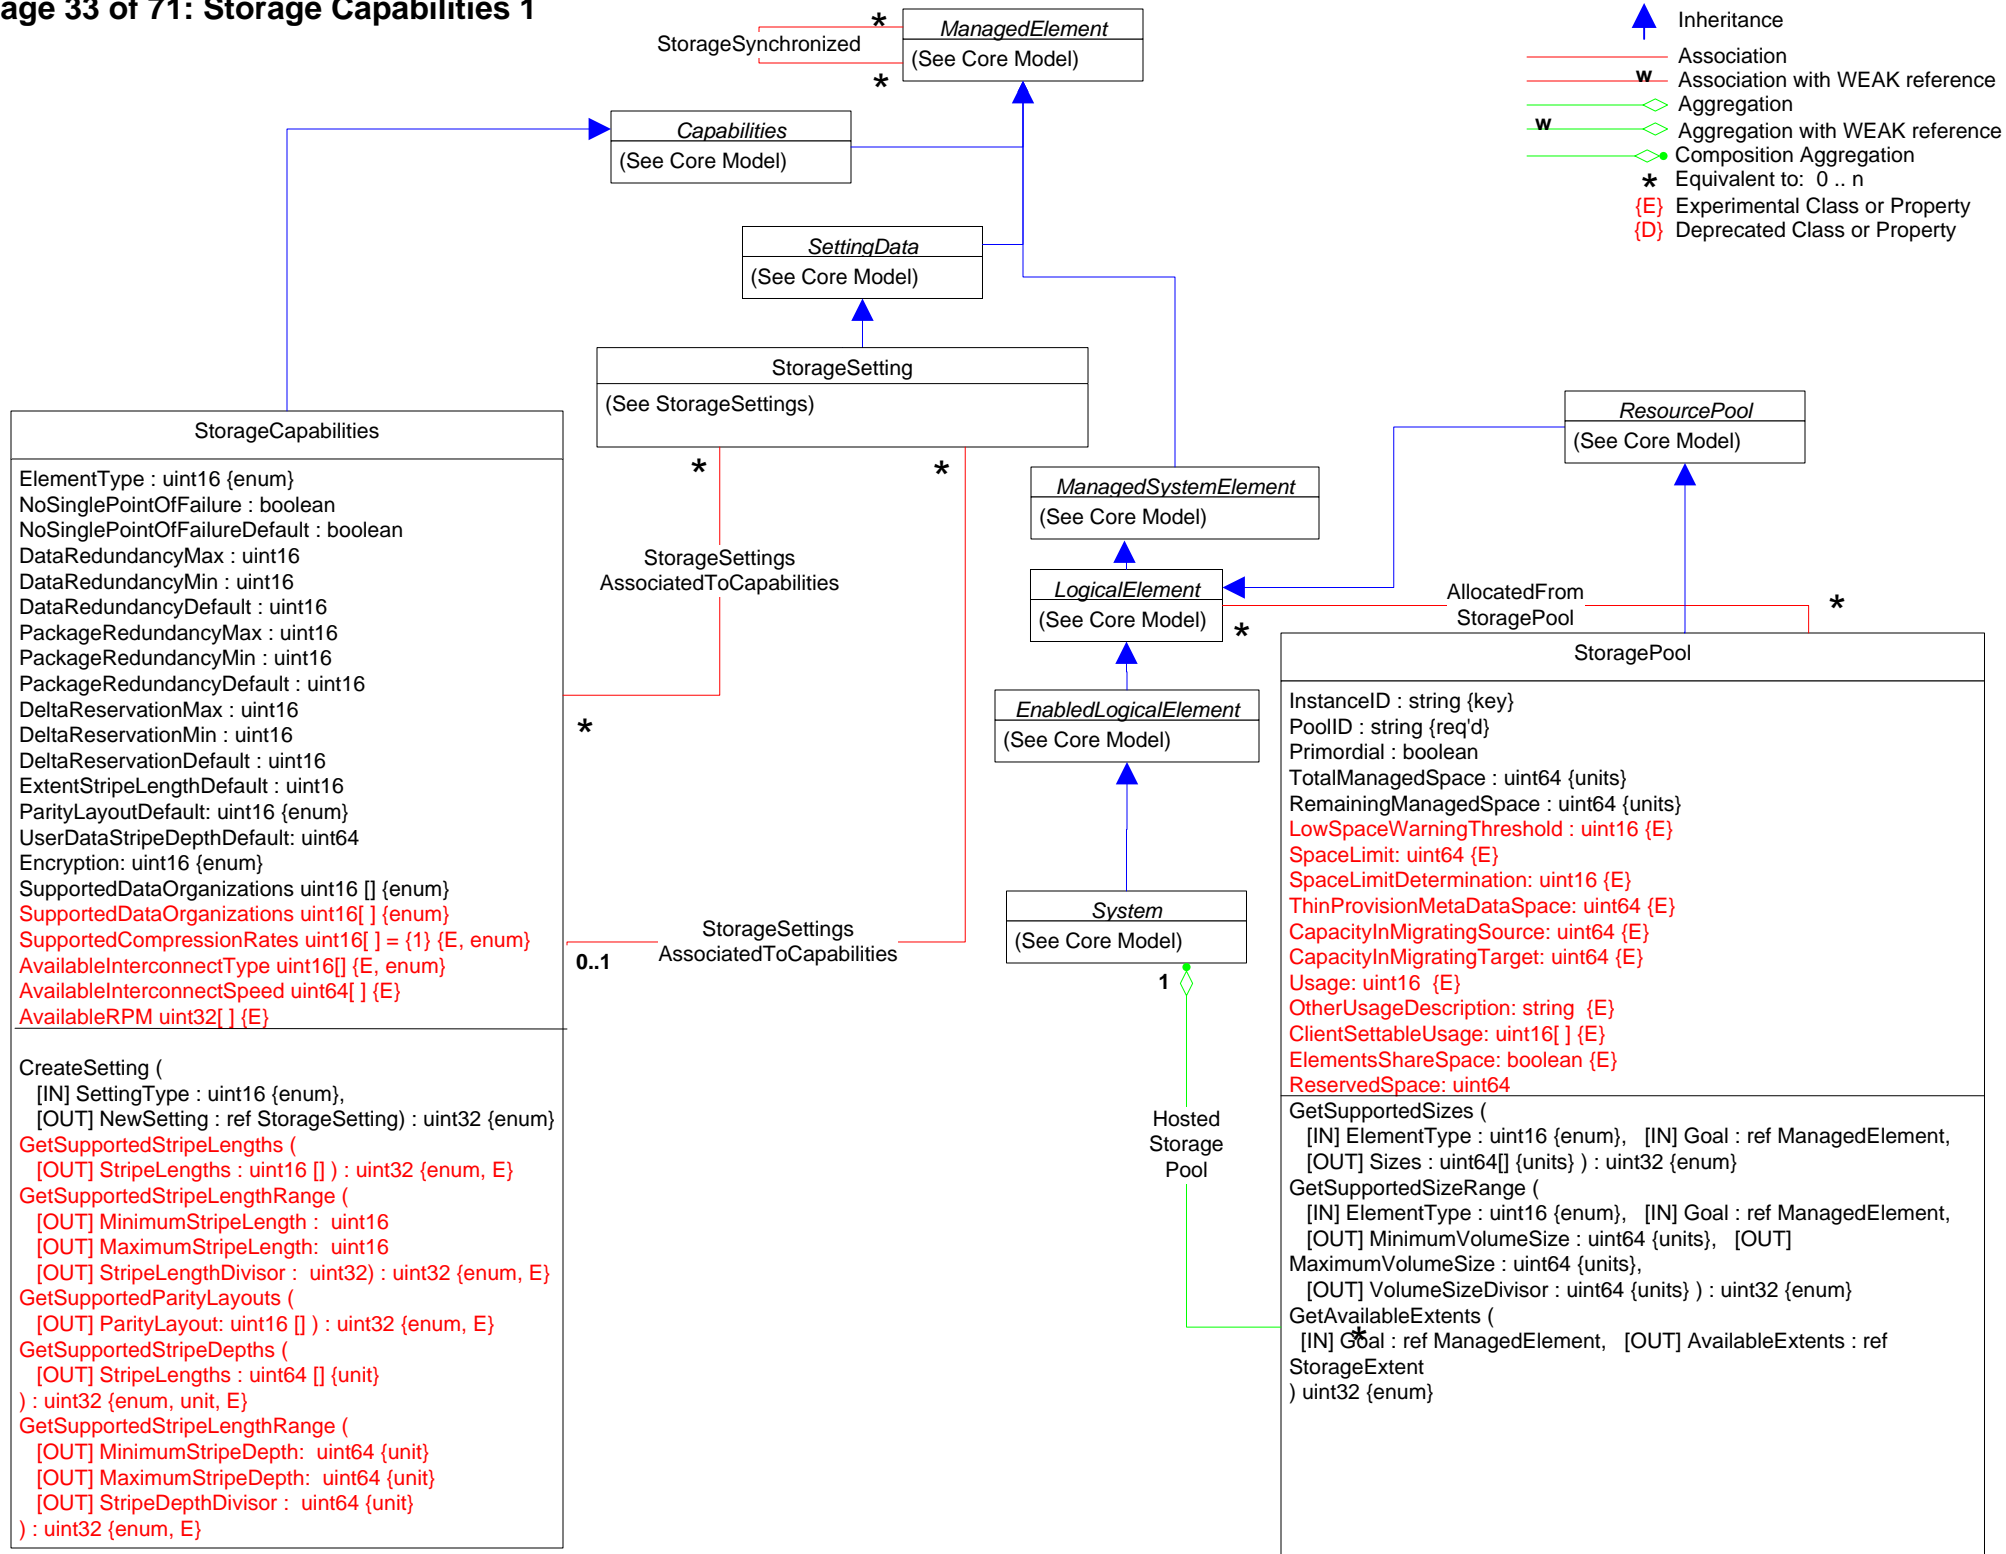 age 33 of 71: Storage Capabilities 1
Inheritance
Association
w Association with WEAK reference
Aggregation
w Aggregation with WEAK reference
Composition Aggregation
* Equivalent to: 0 .. n
{E} Experimental Class or Property
{D} Deprecated Class or Property
*
StorageSynchronized
*
ManagedElement
(See Core Model)
Capabilities
(See Core Model)
SettingData
(See Core Model)
StorageSetting
(See StorageSettings)
*
*
StorageCapabilities
ElementType : uint16 {enum}
NoSinglePointOfFailure : boolean
NoSinglePointOfFailureDefault : boolean
DataRedundancyMax : uint16
DataRedundancyMin : uint16
DataRedundancyDefault : uint16
PackageRedundancyMax : uint16
PackageRedundancyMin : uint16
PackageRedundancyDefault : uint16
DeltaReservationMax : uint16
DeltaReservationMin : uint16
DeltaReservationDefault : uint16
ExtentStripeLengthDefault : uint16
ParityLayoutDefault: uint16 {enum}
UserDataStripeDepthDefault: uint64
Encryption: uint16 {enum}
SupportedDataOrganizations uint16 [] {enum}
SupportedDataOrganizations uint16[ ] {enum}
SupportedCompressionRates uint16[ ] = {1} {E, enum}
AvailableInterconnectType uint16[] {E, enum}
AvailableInterconnectSpeed uint64[ ] {E}
AvailableRPM uint32[ ] {E}
CreateSetting (
[IN] SettingType : uint16 {enum},
[OUT] NewSetting : ref StorageSetting) : uint32 {enum}
GetSupportedStripeLengths (
[OUT] StripeLengths : uint16 [] ) : uint32 {enum, E}
GetSupportedStripeLengthRange (
[OUT] MinimumStripeLength :  uint16
[OUT] MaximumStripeLength:  uint16
[OUT] StripeLengthDivisor :  uint32) : uint32 {enum, E}
GetSupportedParityLayouts (
[OUT] ParityLayout: uint16 [] ) : uint32 {enum, E}
GetSupportedStripeDepths (
[OUT] StripeLengths : uint64 [] {unit}
) : uint32 {enum, unit, E}
GetSupportedStripeLengthRange (
[OUT] MinimumStripeDepth:  uint64 {unit}
[OUT] MaximumStripeDepth:  uint64 {unit}
[OUT] StripeDepthDivisor :  uint64 {unit}
) : uint32 {enum, E}
StorageSettings
AssociatedToCapabilities
*
StorageSettings
AssociatedToCapabilities
0..1
ManagedSystemElement
(See Core Model)
LogicalElement
(See Core Model)
*
EnabledLogicalElement
(See Core Model)
System
(See Core Model)
1
Hosted
Storage
Pool
ResourcePool
(See Core Model)
AllocatedFrom
StoragePool
*
StoragePool
InstanceID : string {key}
PoolID : string {req'd}
Primordial : boolean
TotalManagedSpace : uint64 {units}
RemainingManagedSpace : uint64 {units}
LowSpaceWarningThreshold : uint16 {E}
SpaceLimit: uint64 {E}
SpaceLimitDetermination: uint16 {E}
ThinProvisionMetaDataSpace: uint64 {E}
CapacityInMigratingSource: uint64 {E}
CapacityInMigratingTarget: uint64 {E}
Usage: uint16  {E}
OtherUsageDescription: string  {E}
ClientSettableUsage: uint16[ ] {E}
ElementsShareSpace: boolean {E}
ReservedSpace: uint64
GetSupportedSizes (
[IN] ElementType : uint16 {enum},   [IN] Goal : ref ManagedElement,
[OUT] Sizes : uint64[] {units} ) : uint32 {enum}
GetSupportedSizeRange (
[IN] ElementType : uint16 {enum},   [IN] Goal : ref ManagedElement,
[OUT] MinimumVolumeSize : uint64 {units},   [OUT]
MaximumVolumeSize : uint64 {units},
[OUT] VolumeSizeDivisor : uint64 {units} ) : uint32 {enum}
GetAvailableExtents (
*
[IN] Goal : ref ManagedElement,   [OUT] AvailableExtents : ref
StorageExtent
) uint32 {enum}